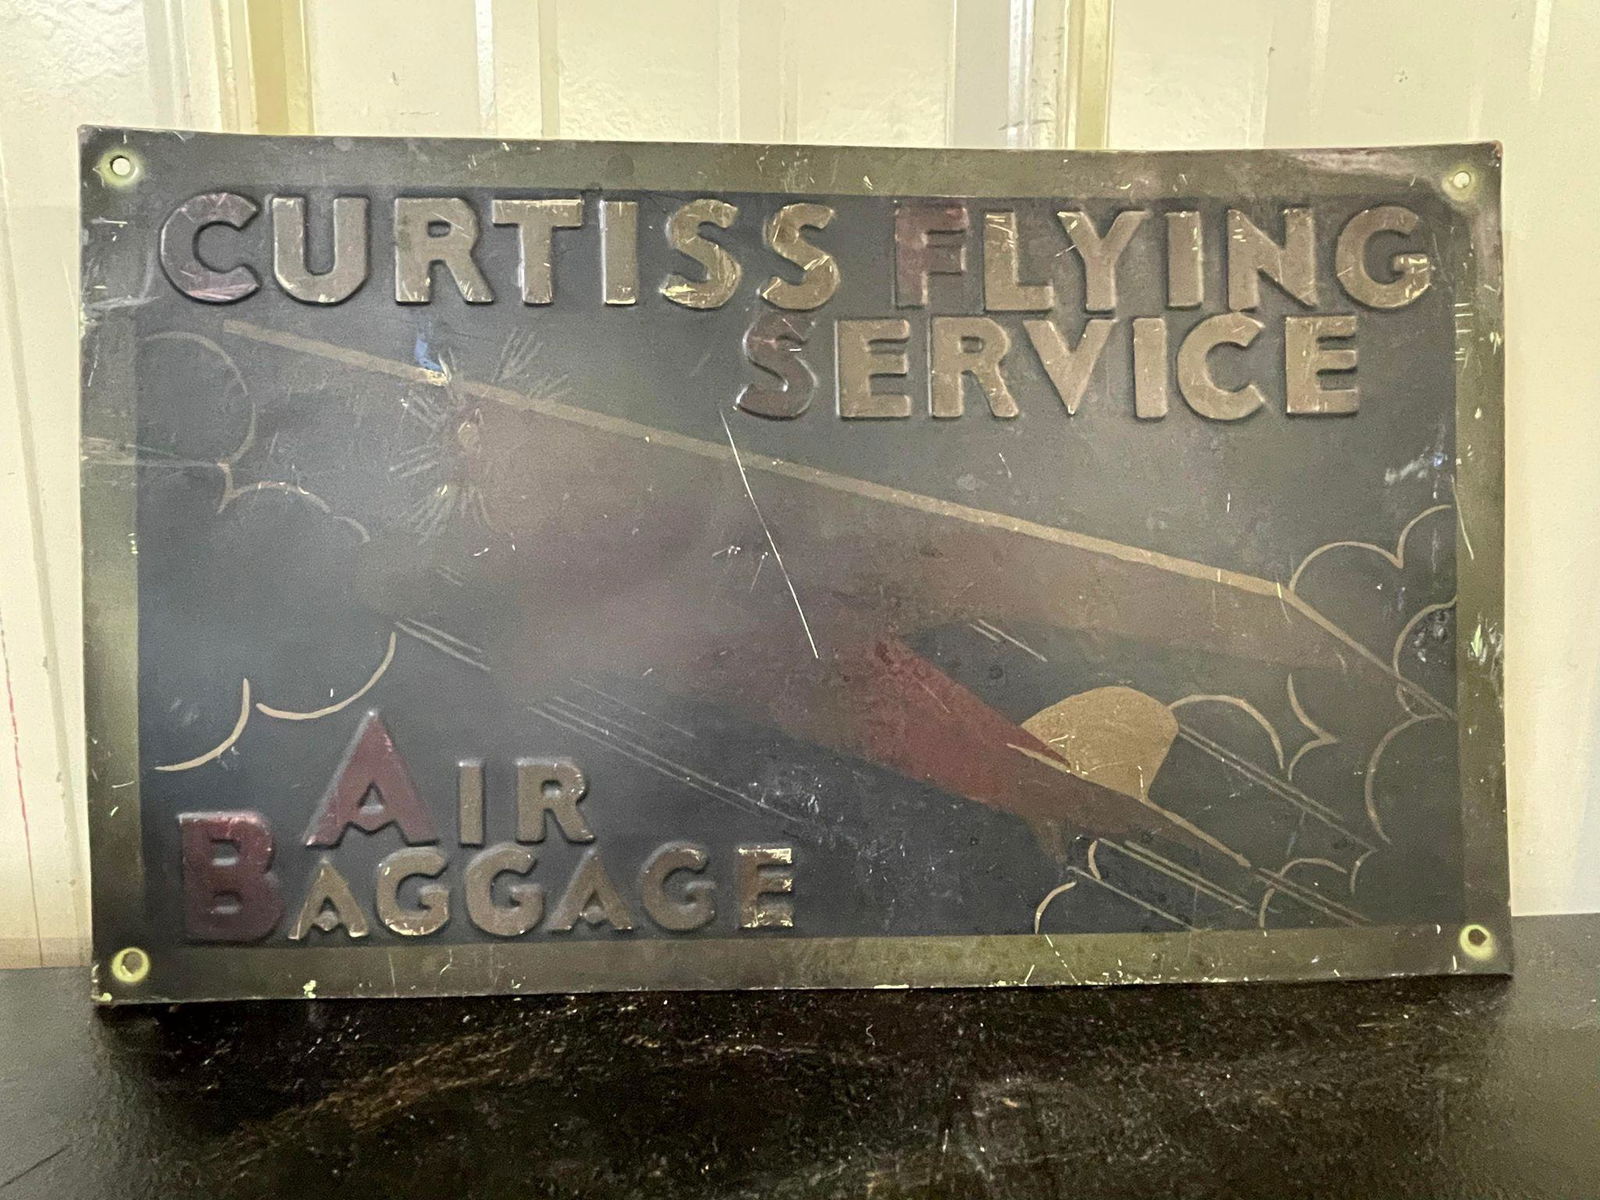 CURTISS FLYING
SERVICE
AIR
BAGGAGE